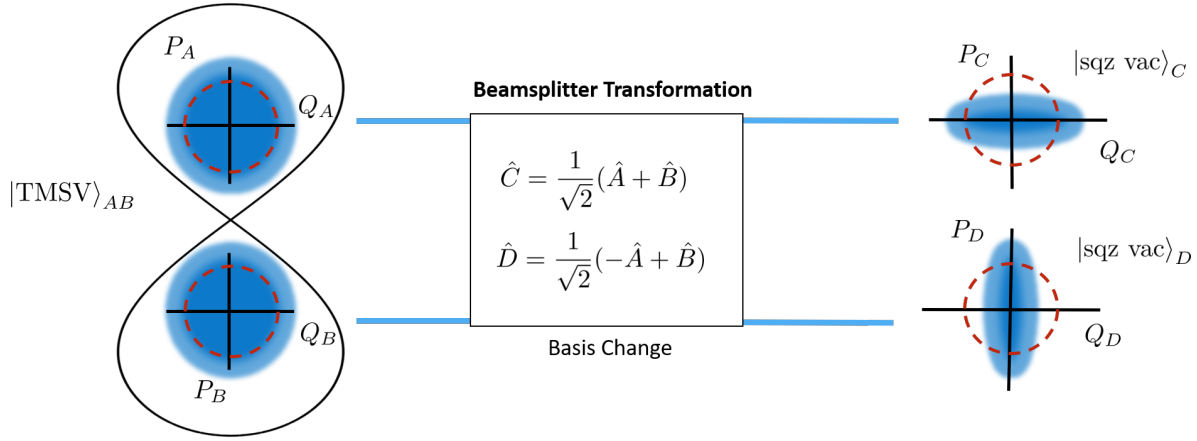 P_A
Q_A
|TMSV⟩_AB
Q_B
P_B
Beamsplitter Transformation
Ĉ = 1/√2 (Â + B̂)
D̂ = 1/√2 (-Â + B̂)
Basis Change
P_C
|sqz vac⟩_C
Q_C
P_D
|sqz vac⟩_D
Q_D